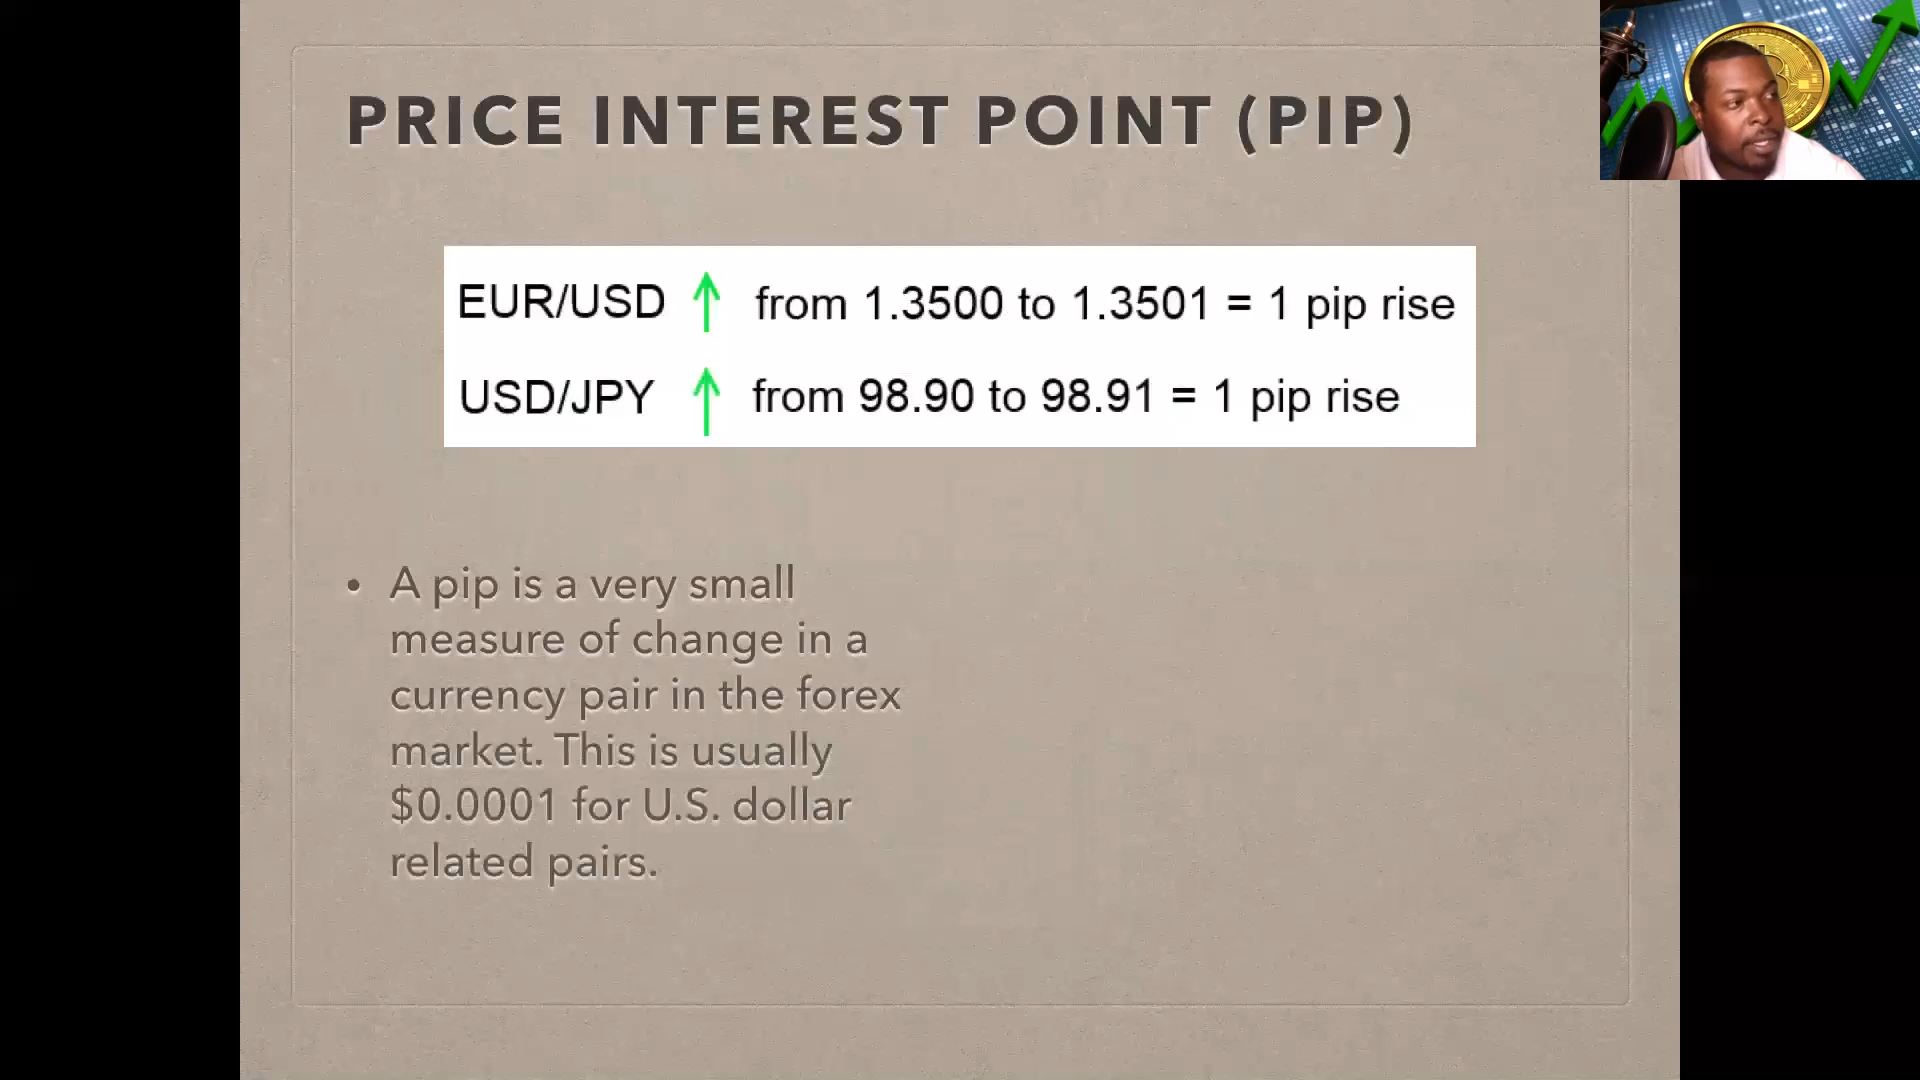 PRICE INTEREST POINT (PIP)
EUR/USD ↑ from 1.3500 to 1.3501 = 1 pip rise
USD/JPY ↑ from 98.90 to 98.91 = 1 pip rise
• A pip is a very small
measure of change in a
currency pair in the forex
market. This is usually
$0.0001 for U.S. dollar
related pairs.